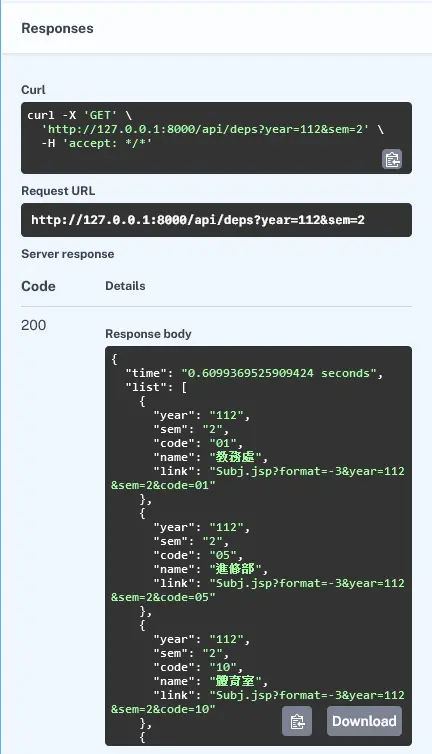 Responses
Curl
curl -X 'GET' \
'http://127.0.0.1:8000/api/deps?year=112&sem=2' \
-H 'accept: */*'
Request URL
http://127.0.0.1:8000/api/deps?year=112&sem=2
Server response
Code Details
200
Response body
{
"time": "0.6099369525909424 seconds",
"list": [
{
"year": "112",
"sem": "2",
"code": "01",
"name": "教務處",
"link": "Subj.jsp?format=-3&year=112
&sem=2&code=01"
},
{
"year": "112",
"sem": "2",
"code": "05",
"name": "進修部",
"link": "Subj.jsp?format=-3&year=112
&sem=2&code=05"
},
{
"year": "112",
"sem": "2",
"code": "10",
"name": "體育室",
"link": "Subj.jsp?format=-3&year=112
&sem=2&code=10"
},
{
Download